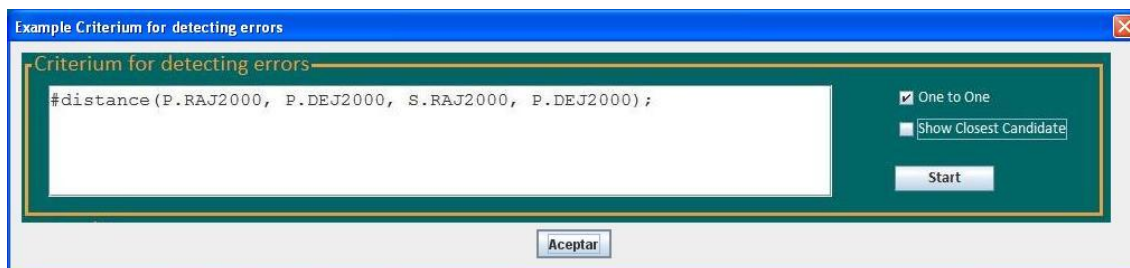 Example Criterium for detecting errors
Criterium for detecting errors
#distance(P.RAJ2000, P.DEJ2000, S.RAJ2000, P.DEJ2000);
One to One
Show Closest Candidate
Start
Aceptar